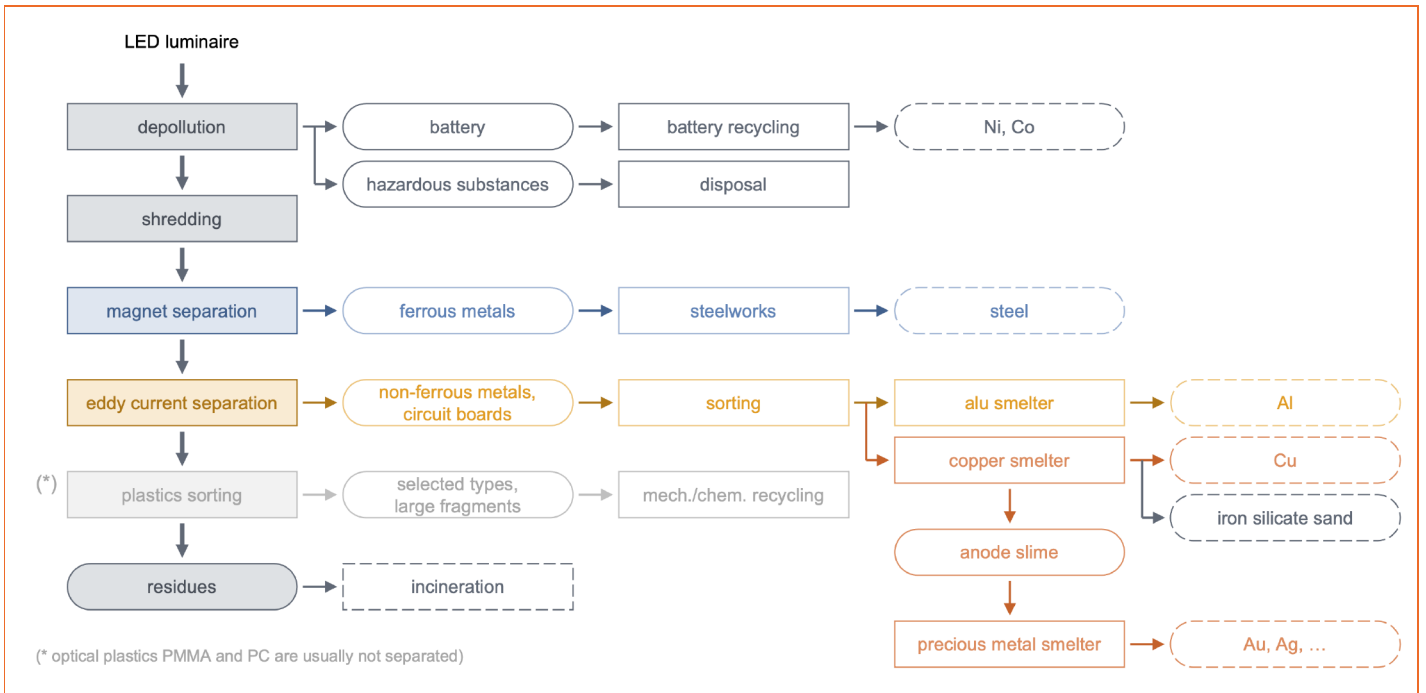 LED luminaire
depollution
battery
battery recycling
Ni, Co
hazardous substances
disposal
shredding
magnet separation
ferrous metals
steelworks
steel
eddy current separation
non-ferrous metals,
circuit boards
sorting
alu smelter
Al
copper smelter
Cu
(*)
plastics sorting
selected types,
large fragments
mech./chem. recycling
iron silicate sand
anode slime
residues
incineration
precious metal smelter
Au, Ag, …
(* optical plastics PMMA and PC are usually not separated)